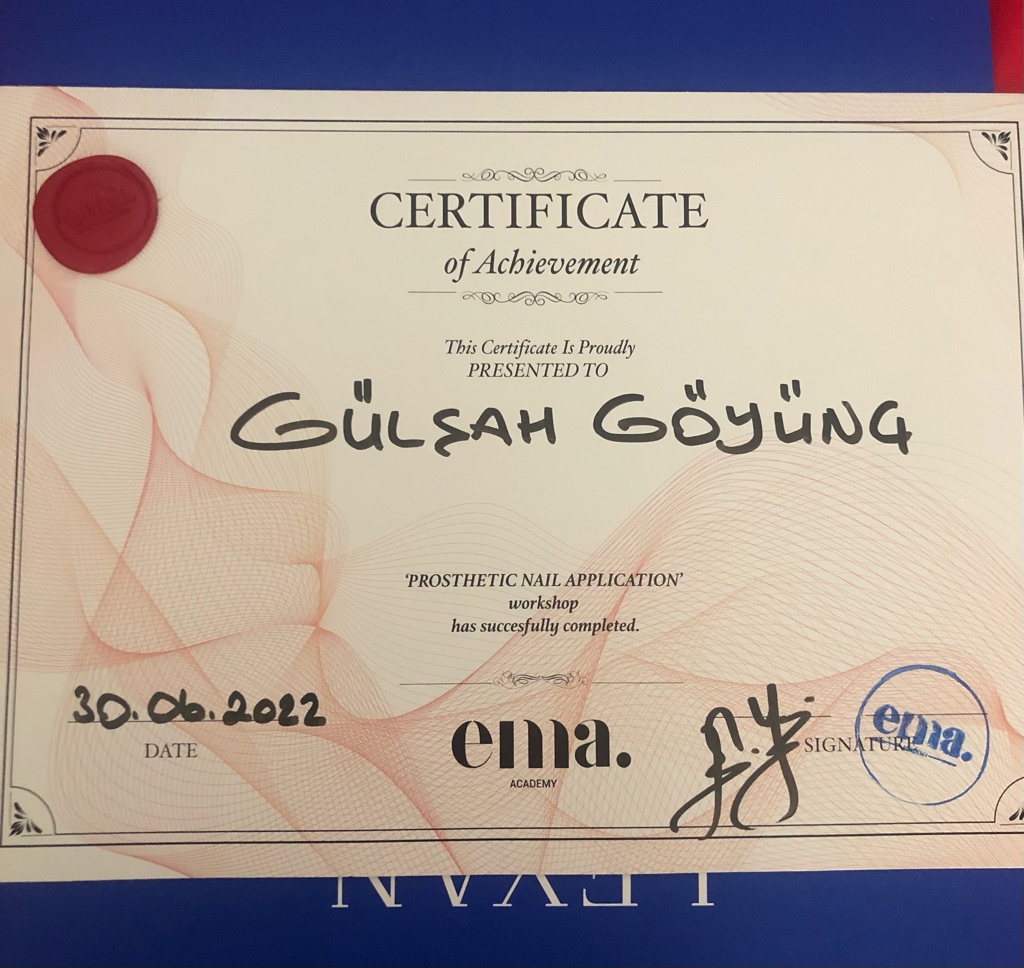 CERTIFICATE
of Achievement
This Certificate Is Proudly
PRESENTED TO
GÜLŞAH GÖYÜNÇ
'PROSTHETIC NAIL APPLICATION'
workshop
has succesfully completed.
30.06.2022
DATE
ema.
ACADEMY
SIGNATURE
ema.